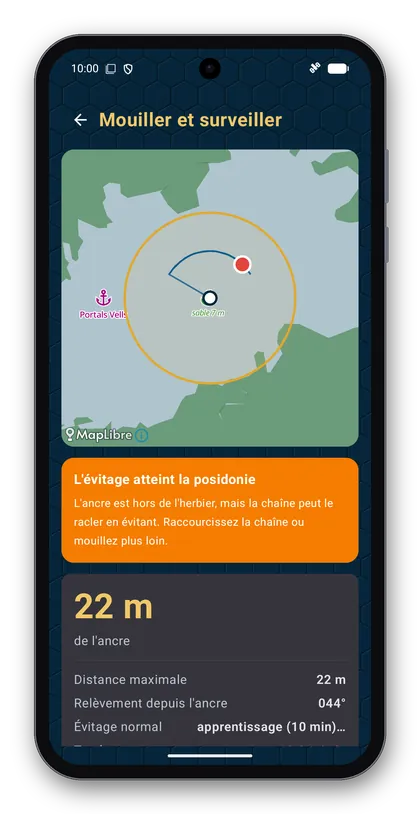 10:00
Mouiller et surveiller
Portals Vells
sable 7 m
MapLibre
L'évitage atteint la posidonie
L'ancre est hors de l'herbier, mais la chaîne peut le
racler en évitant. Raccourcissez la chaîne ou
mouillez plus loin.
22 m
de l'ancre
Distance maximale 22 m
Relèvement depuis l'ancre 044°
Évitage normal apprentissage (10 min)…